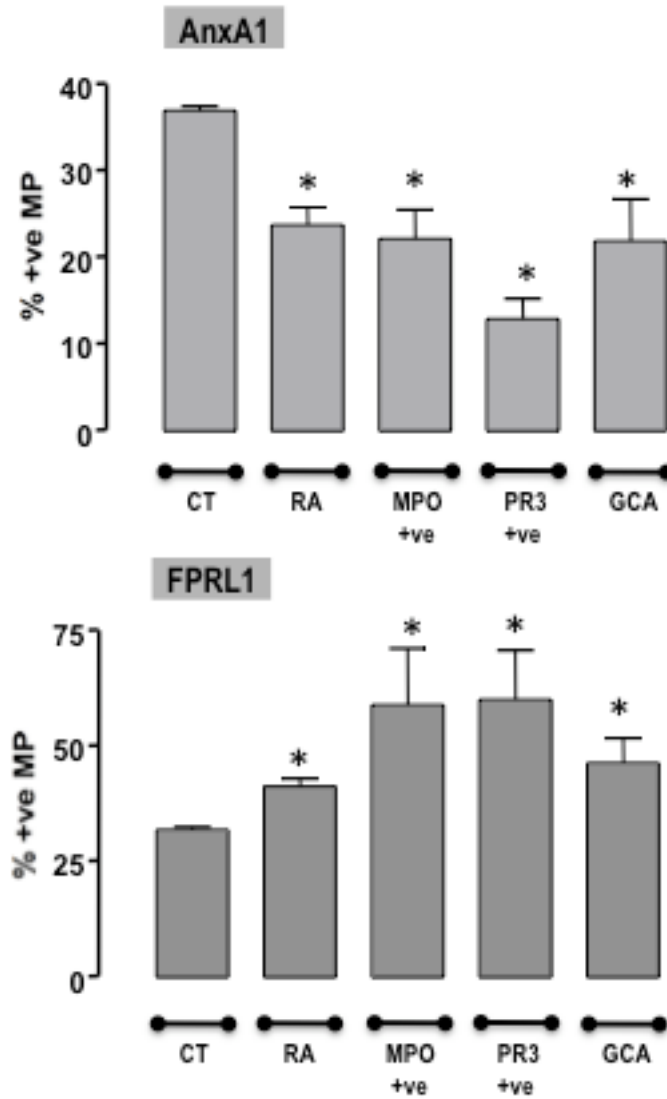 AnxA1
40
30
20
10
0
% +ve MP
*
*
*
*
CT
RA
MPO
+ve
PR3
+ve
GCA
FPRL1
75
50
25
0
% +ve MP
*
*
*
*
CT
RA
MPO
+ve
PR3
+ve
GCA